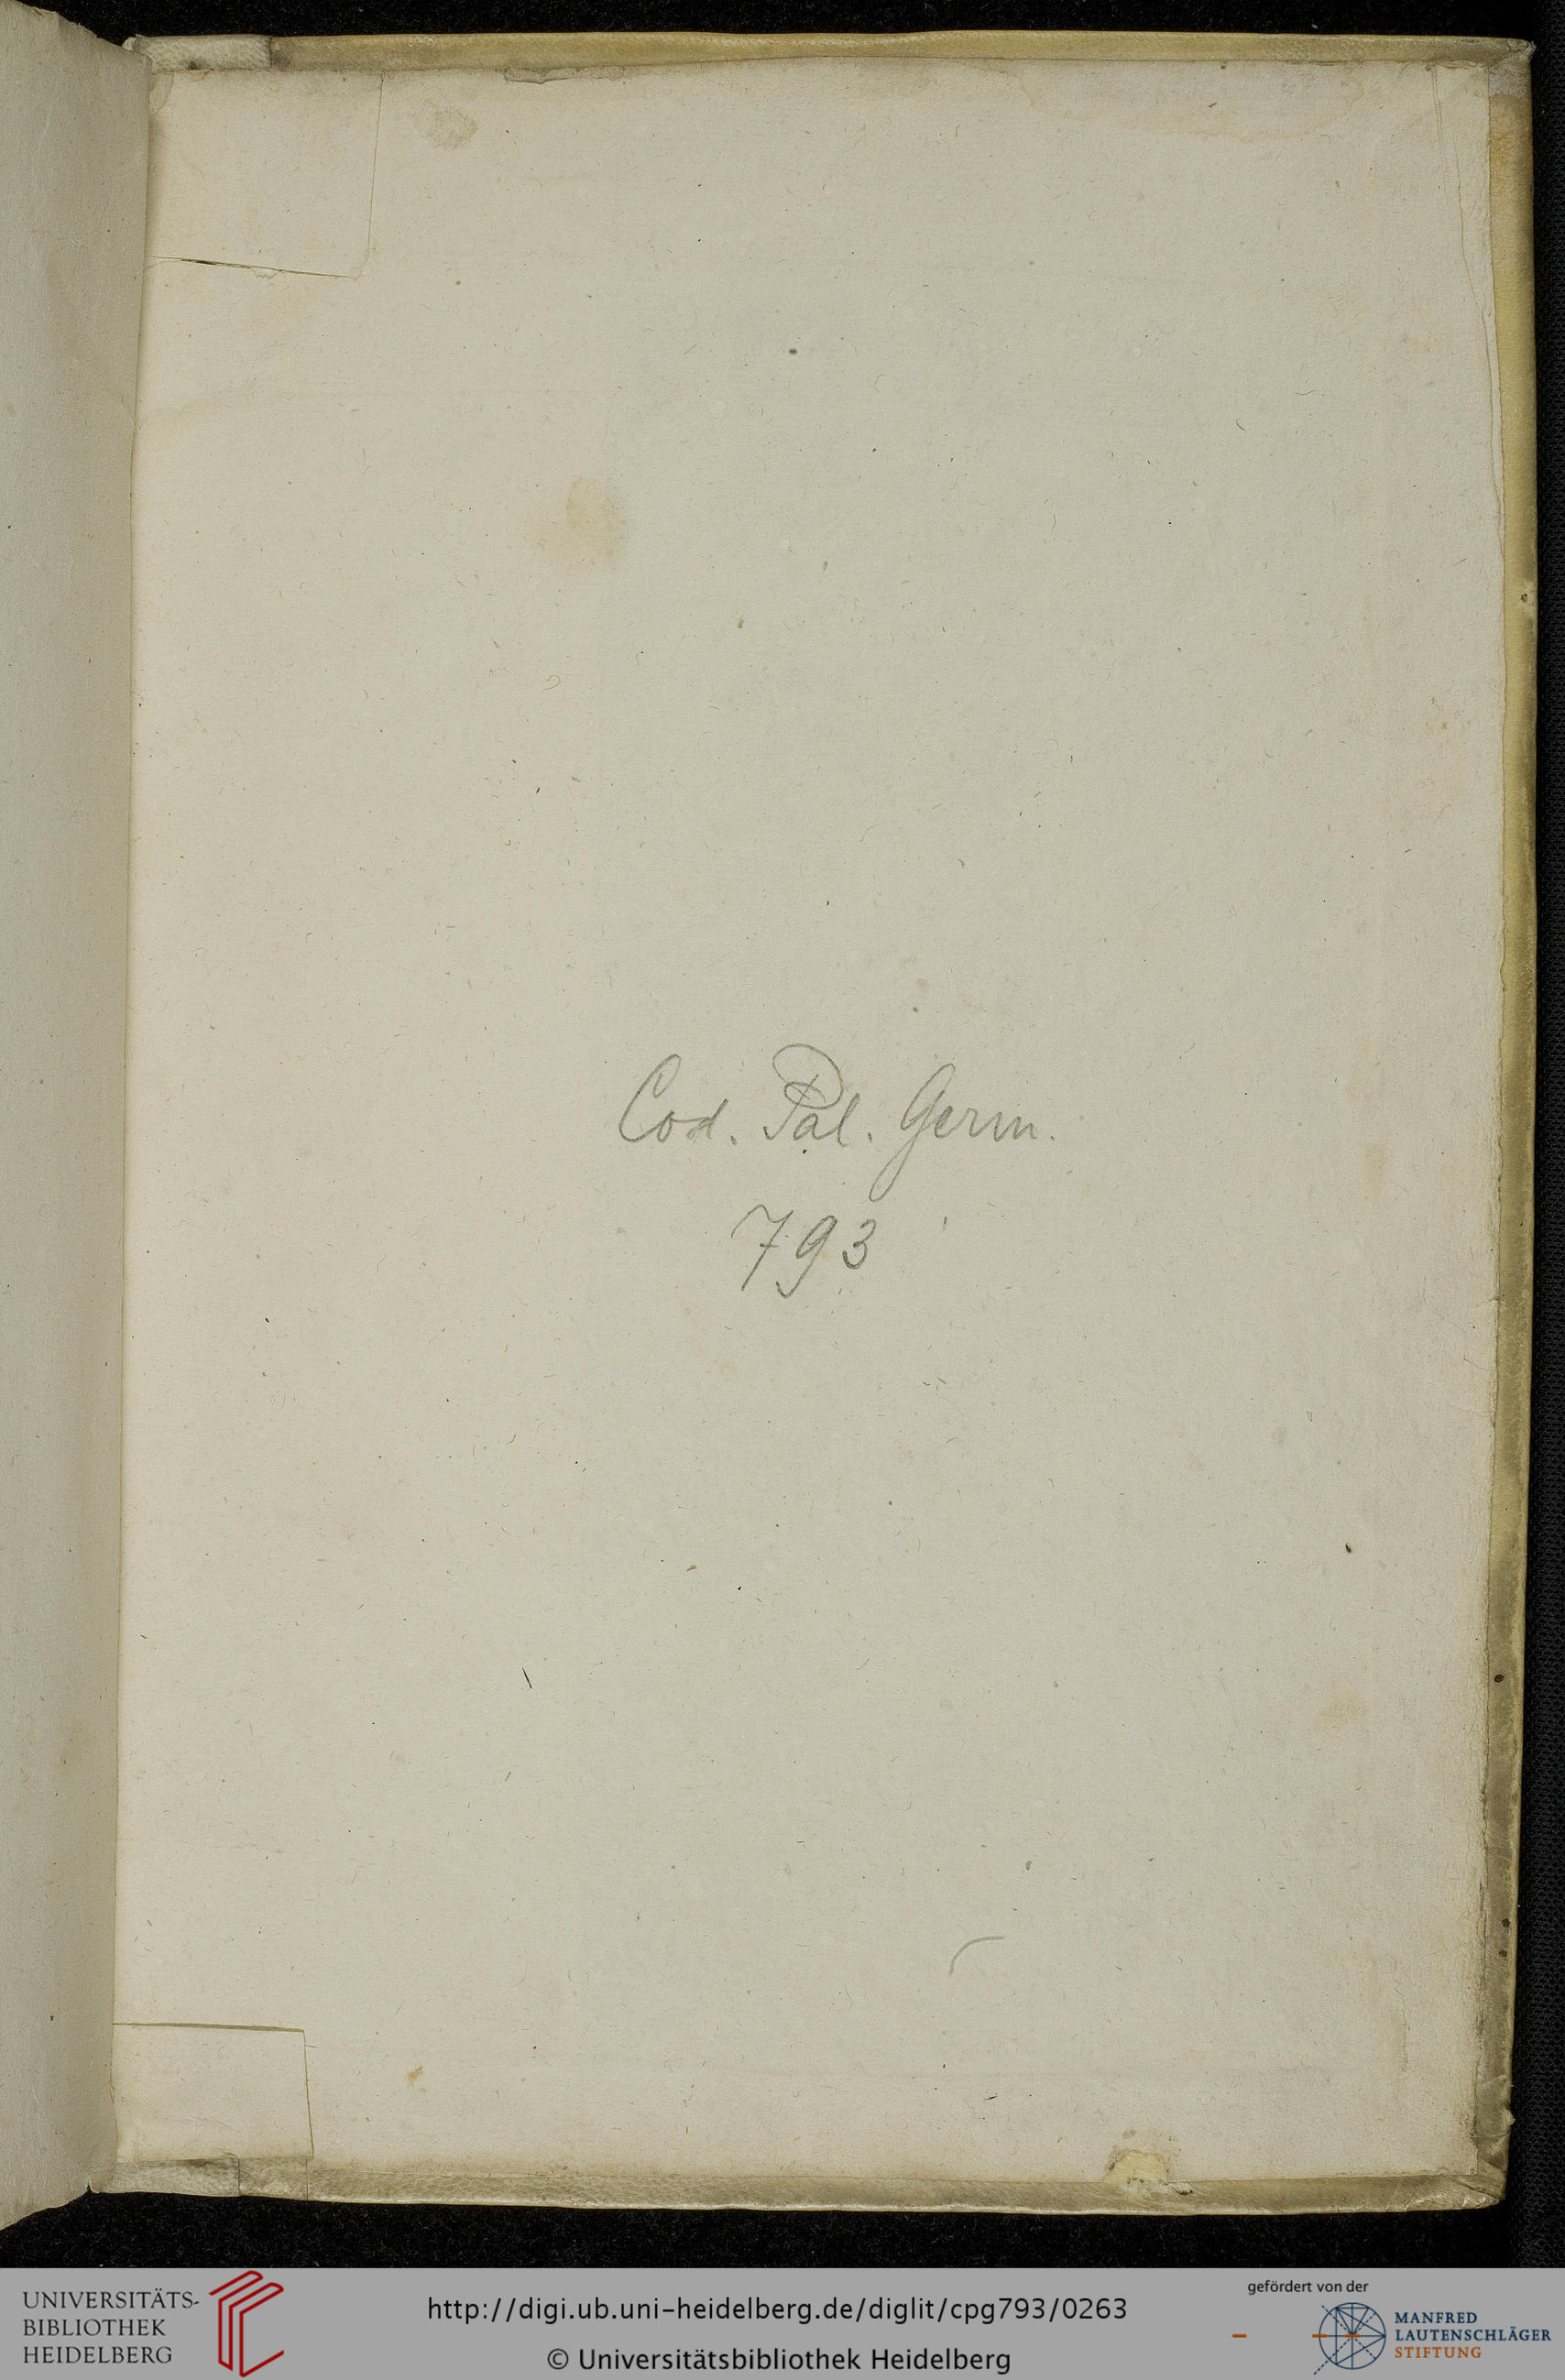 Cod. Pal. Germ.
793
UNIVERSITÄTS-
BIBLIOTHEK
HEIDELBERG
http://digi.ub.uni-heidelberg.de/diglit/cpg793/0263
© Universitätsbibliothek Heidelberg
gefördert von der
MANFRED
LAUTENSCHLÄGER
STIFTUNG